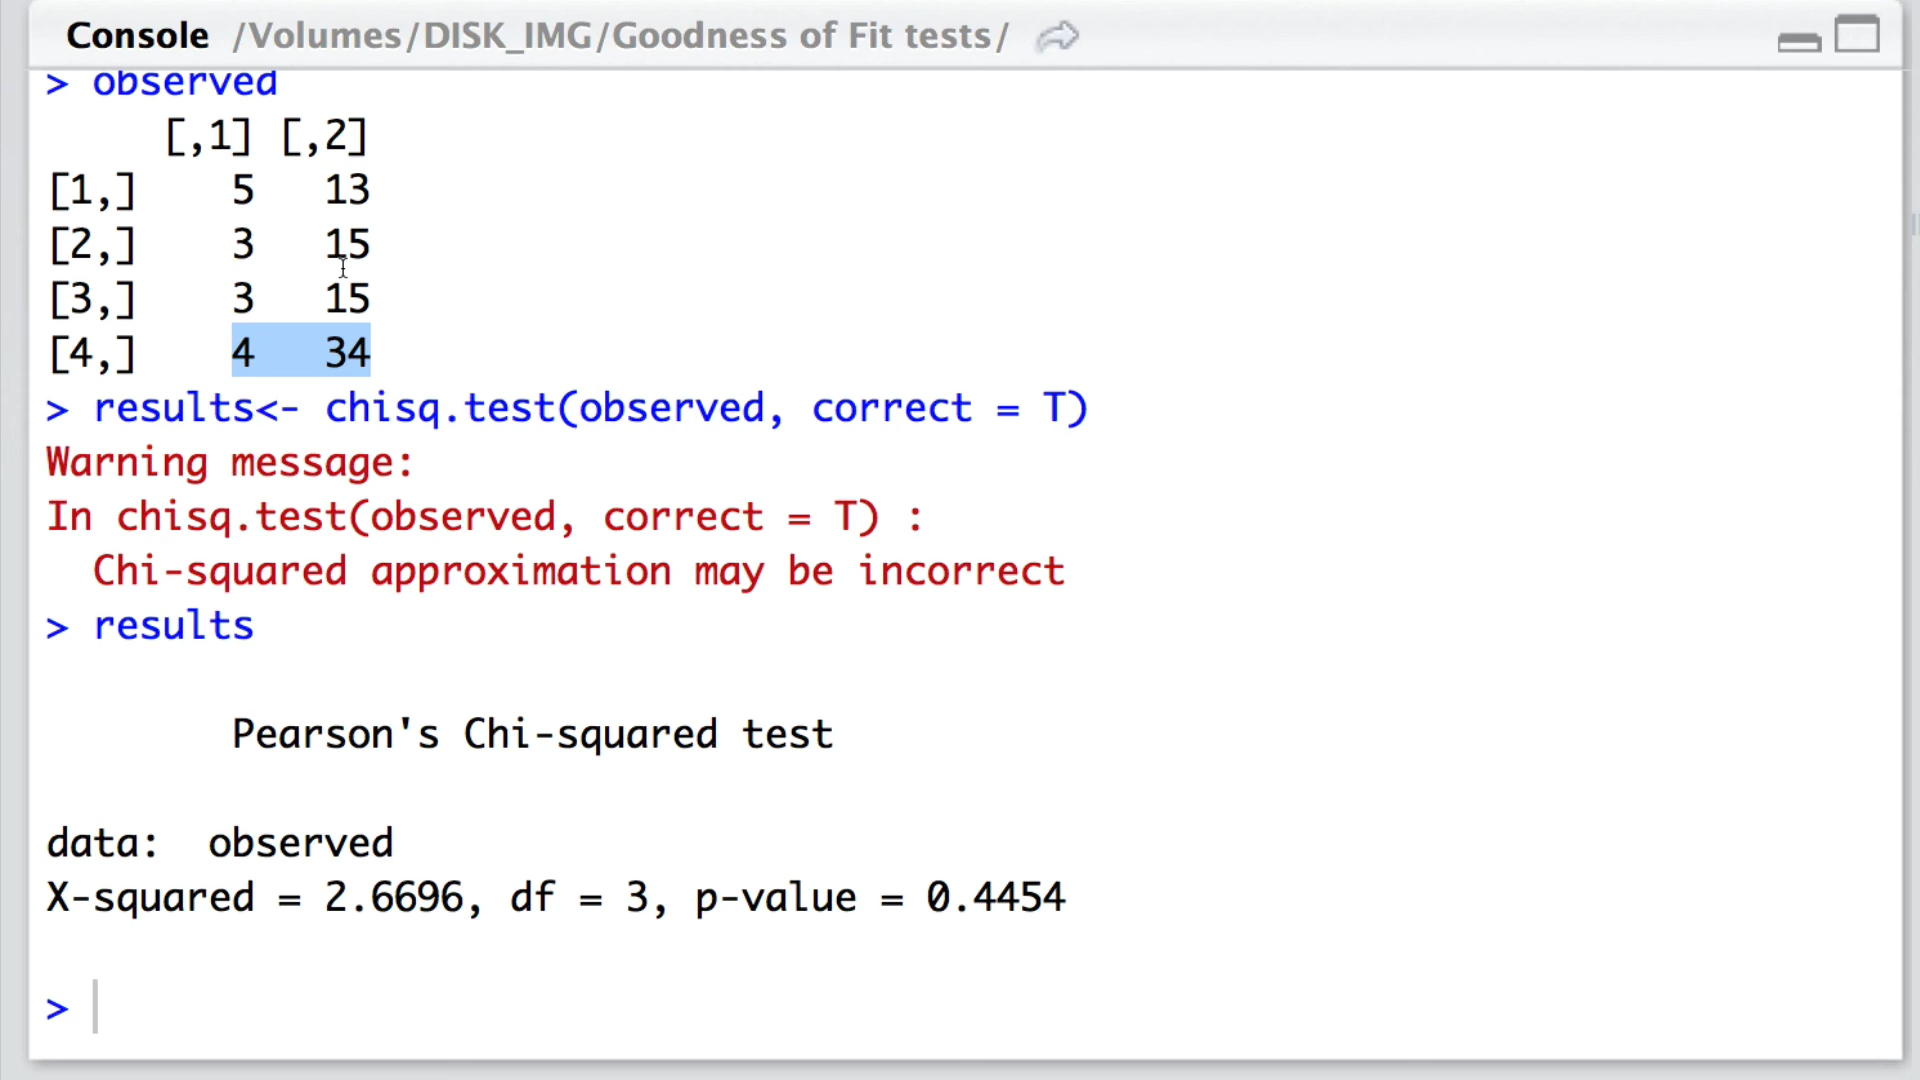 Console /Volumes/DISK_IMG/Goodness of Fit tests/
> observed
[,1] [,2]
[1,] 5 13
[2,] 3 15
[3,] 3 15
[4,] 4 34
> results<- chisq.test(observed, correct = T)
Warning message:
In chisq.test(observed, correct = T) :
Chi-squared approximation may be incorrect
> results
Pearson's Chi-squared test
data: observed
X-squared = 2.6696, df = 3, p-value = 0.4454
>